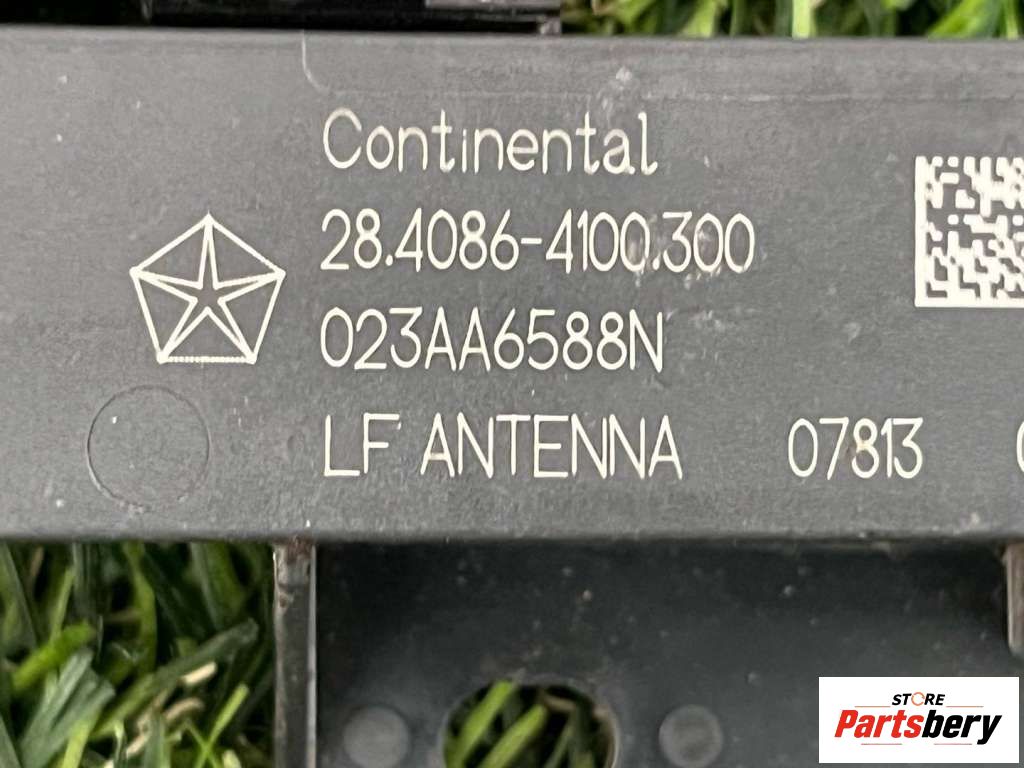 Continental
28.4086-4100.300
023AA6588N
LF ANTENNA 07813
STORE
Partsbery